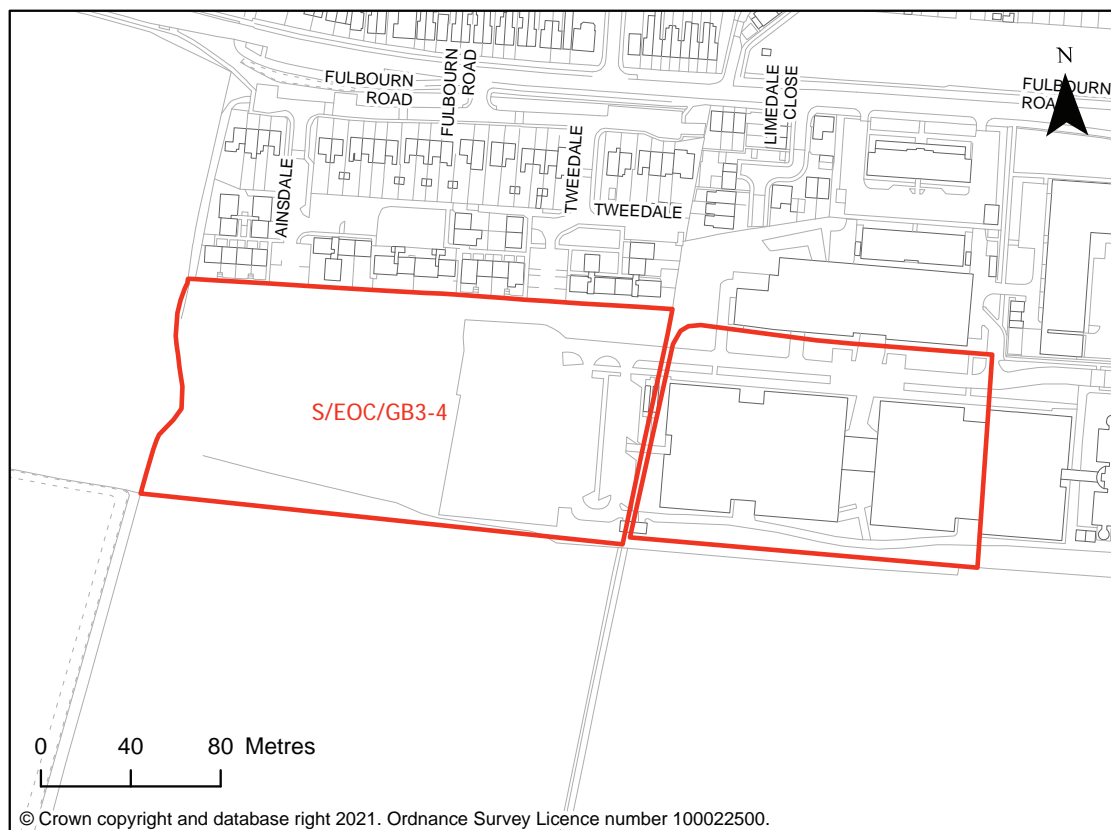 FULBOURN
ROAD
FULBOURN
ROAD
LIMEDALE
CLOSE
N
FULBOURN
ROAD
AINSDALE
TWEEDALE
TWEEDALE
S/EOC/GB3-4
0 40 80 Metres
© Crown copyright and database right 2021. Ordnance Survey Licence number 100022500.